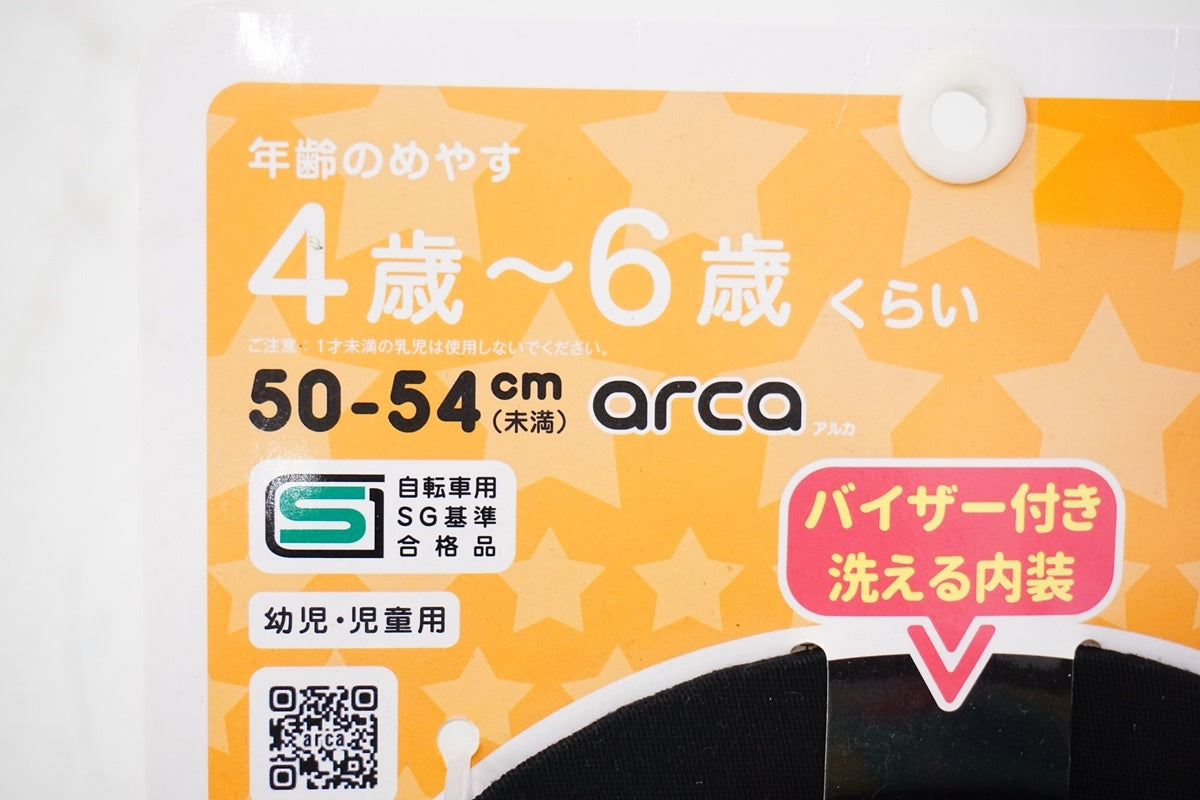 年齢のめやす
4歳～6歳くらい
ご注意：1才未満の乳児は使用しないでください。
50-54cm(未満)
arca アルカ
自転車用
SG基準
合格品
幼児・児童用
バイザー付き
洗える内装
arca